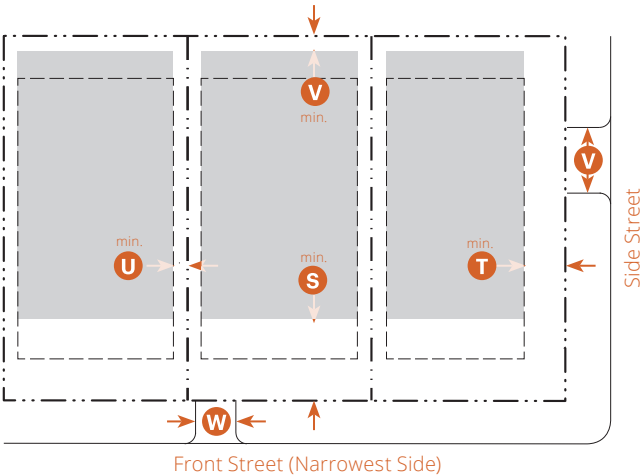 V
min.
V
min.
U
min.
S
min.
T
Side Street
W
Front Street (Narrowest Side)